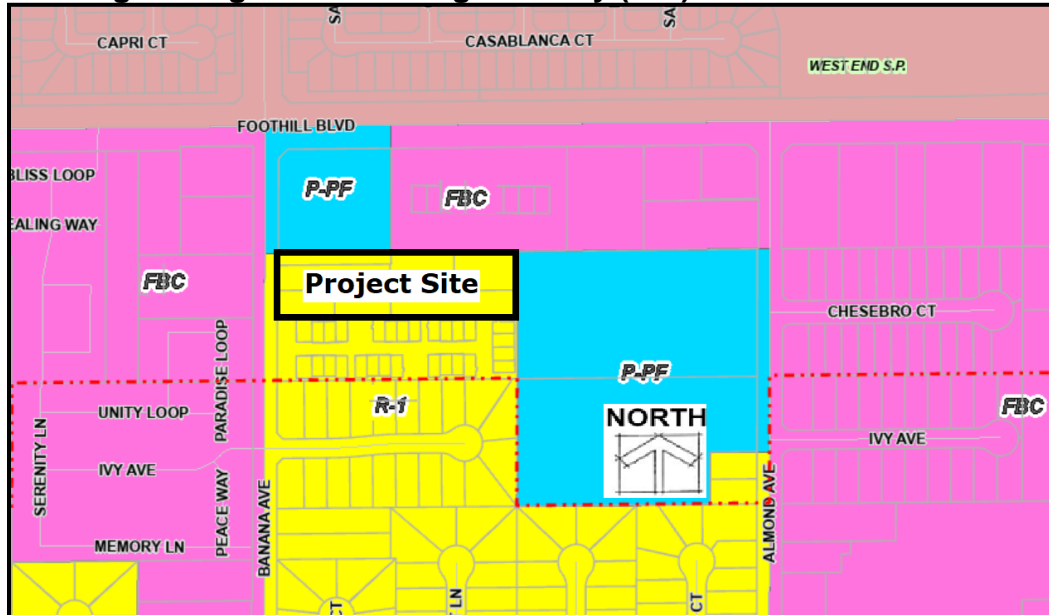 SA
SA
CAPRI CT
CASABLANCA CT
WEST END S.P.
FOOTHILL BLVD
BLISS LOOP
P-PF
FBC
EALING WAY
FBC
Project Site
CHESEBRO CT
PARADISE LOOP
P-PF
UNITY LOOP
R-1
NORTH
FBC
SERENITY LN
IVY AVE
IVY AVE
PEACE WAY
BANANA AVE
ALMOND AVE
MEMORY LN
CT
LN
CT